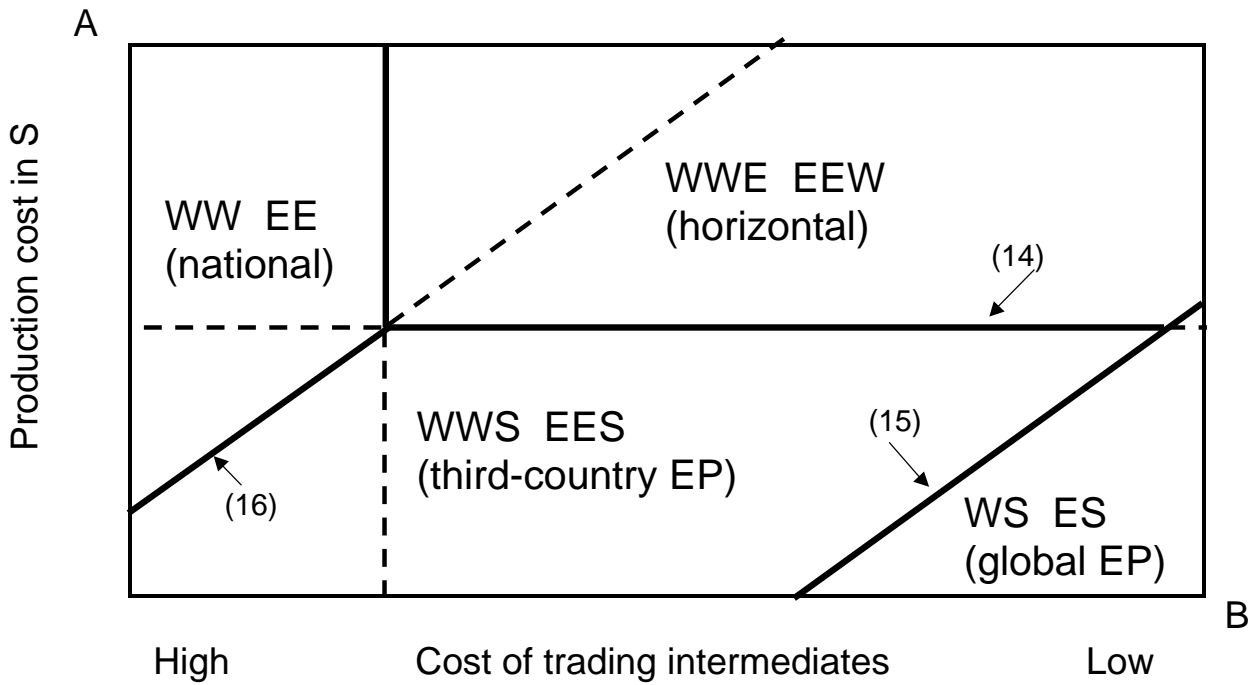 A
Production cost in S
WW EE
(national)
WWE EEW
(horizontal)
(14)
WWS EES
(third-country EP)
(15)
(16)
WS ES
(global EP)
B
High
Cost of trading intermediates
Low